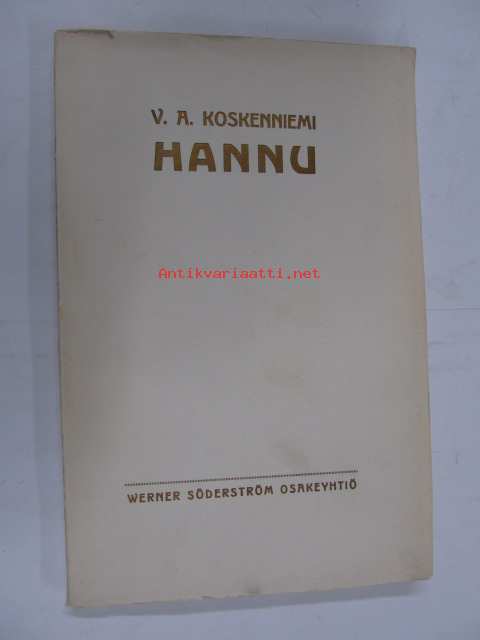 V. A. KOSKENNIEMI
HANNU
Antikvariaatti.net
WERNER SÖDERSTRÖM OSAKEYHTIÖ